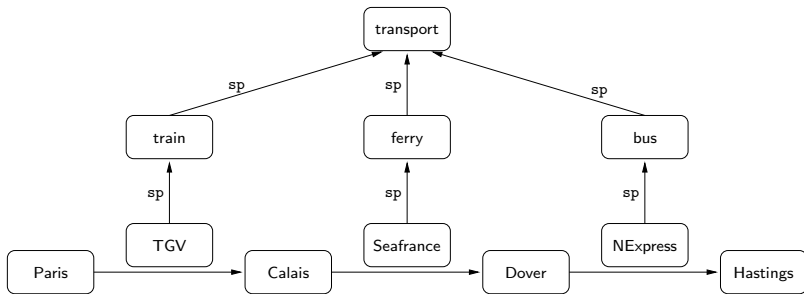 transport
sp
sp
sp
train
ferry
bus
sp
sp
sp
TGV
Seafrance
NExpress
Paris
Calais
Dover
Hastings